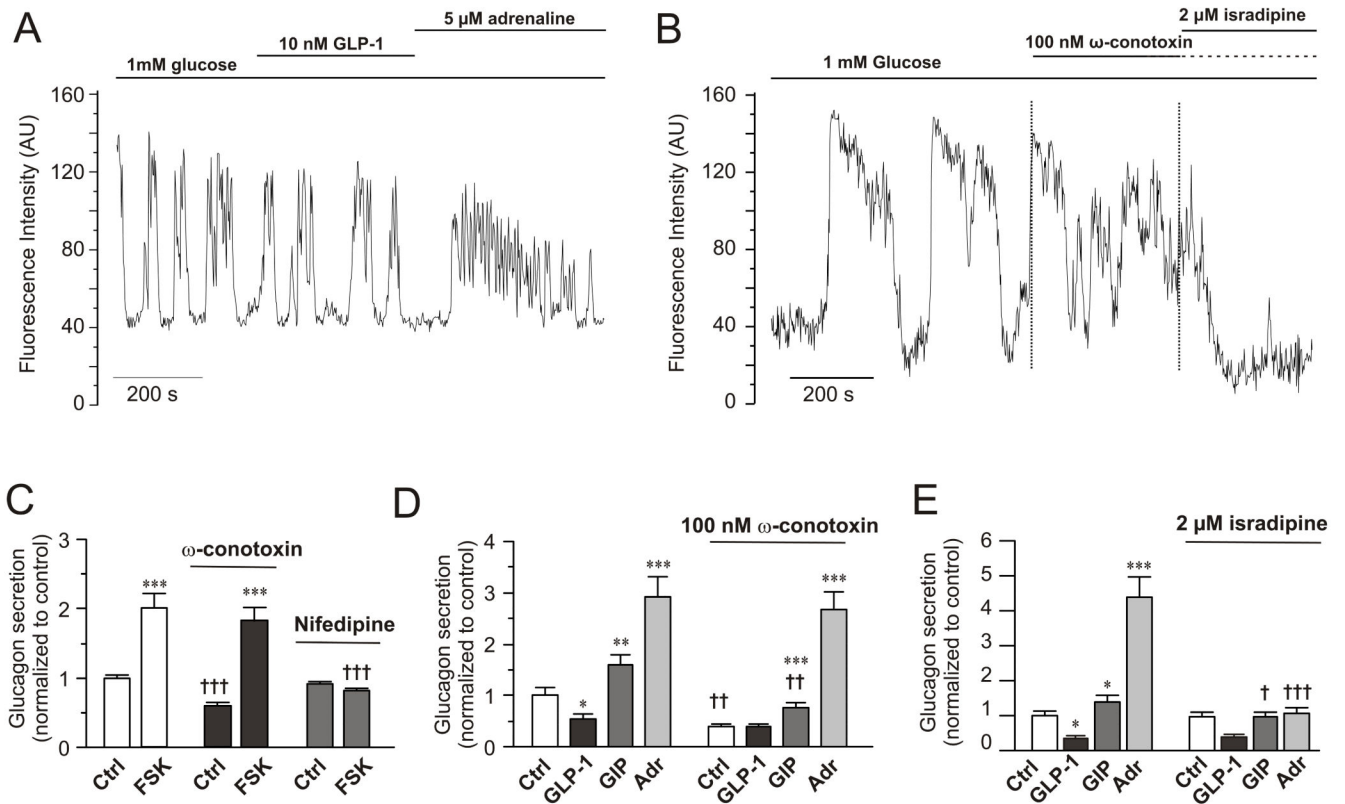 A
5 µM adrenaline
10 nM GLP-1
1mM glucose
Fluorescence Intensity (AU)
160
120
80
40
0
200 s
B
2 µM isradipine
100 nM ω-conotoxin
1 mM Glucose
Fluorescence Intensity (AU)
160
120
80
40
0
200 s
C
Glucagon secretion
(normalized to control)
3
2
1
0
ω-conotoxin
Nifedipine
***
†††
***
†††
Ctrl
FSK
Ctrl
FSK
Ctrl
FSK
D
Glucagon secretion
(normalized to control)
4
3
2
1
0
100 nM ω-conotoxin
*
**
***
††
***
††
***
Ctrl
GLP-1
GIP
Adr
Ctrl
GLP-1
GIP
Adr
E
Glucagon secretion
(normalized to control)
6
5
4
3
2
1
0
2 µM isradipine
*
*
***
†
†††
Ctrl
GLP-1
GIP
Adr
Ctrl
GLP-1
GIP
Adr